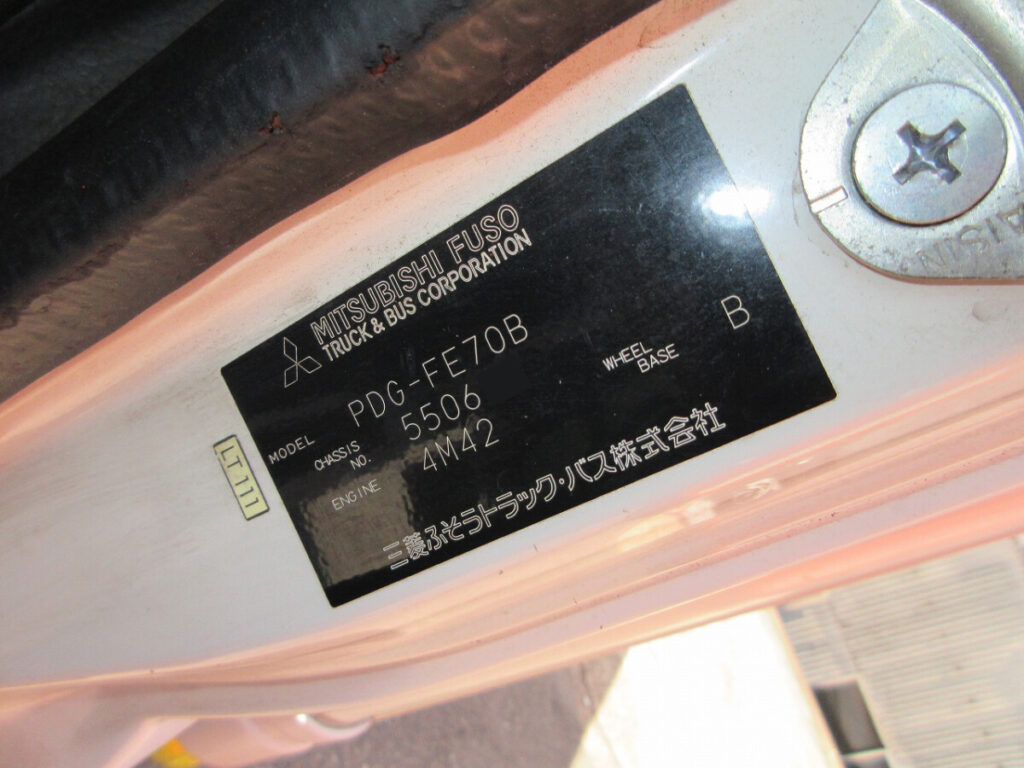 MITSUBISHI FUSO
TRUCK & BUS CORPORATION
MODEL PDG-FE70B
CHASSIS NO. 5506
WHEEL BASE B
ENGINE 4M42
三菱ふそうトラック・バス株式会社
LT111
AISIN